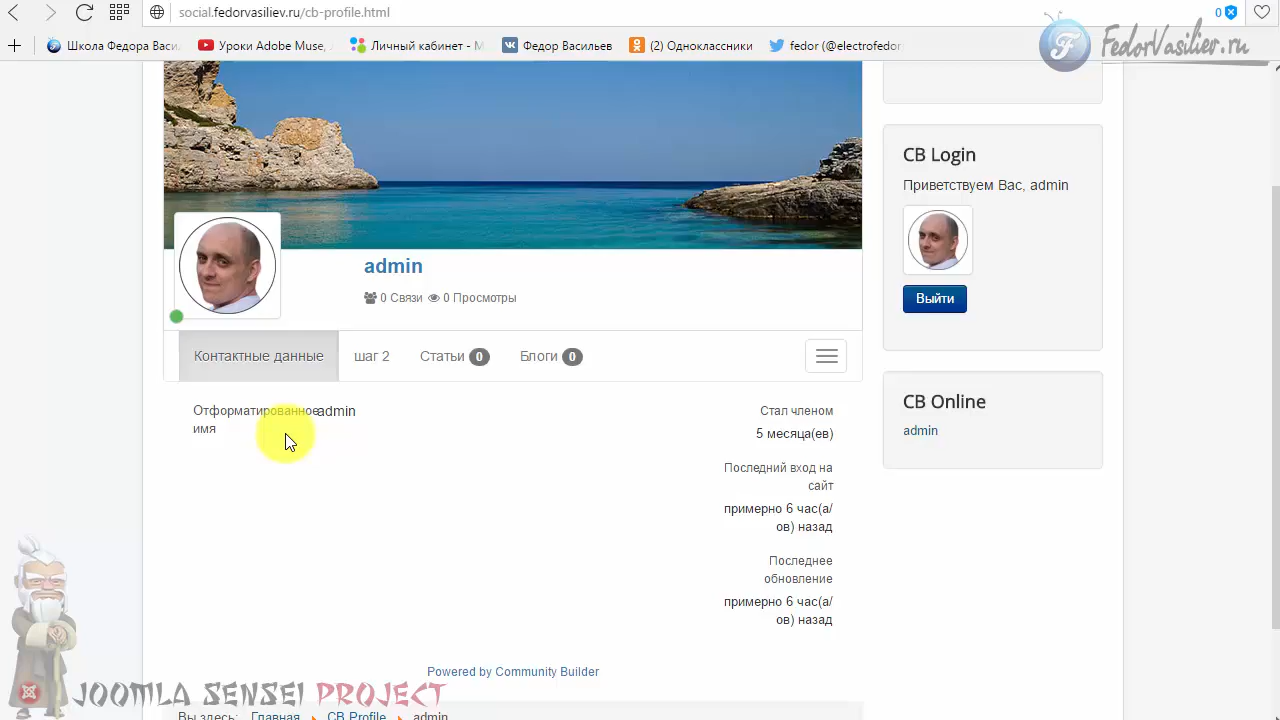 social.fedorvasiliev.ru/cb-profile.html
0
Школа Федора Васи.
Уроки Adobe Muse, .
Личный кабинет - М
Федор Васильев
(2) Одноклассники
fedor (@electrofedor
FedorVasiliev.ru
admin
0 Связи 0 Просмотры
Контактные данные
шаг 2
Статьи 0
Блоги 0
Отформатированное admin
имя
Стал членом
5 месяца(ев)
Последний вход на
сайт
примерно 6 час(а/
ов) назад
Последнее
обновление
примерно 6 час(а/
ов) назад
Powered by Community Builder
Вы здесь: Главная CB Profile admin
CB Login
Приветствуем Вас, admin
Выйти
CB Online
admin
JOOMLA SENSEI PROJECT